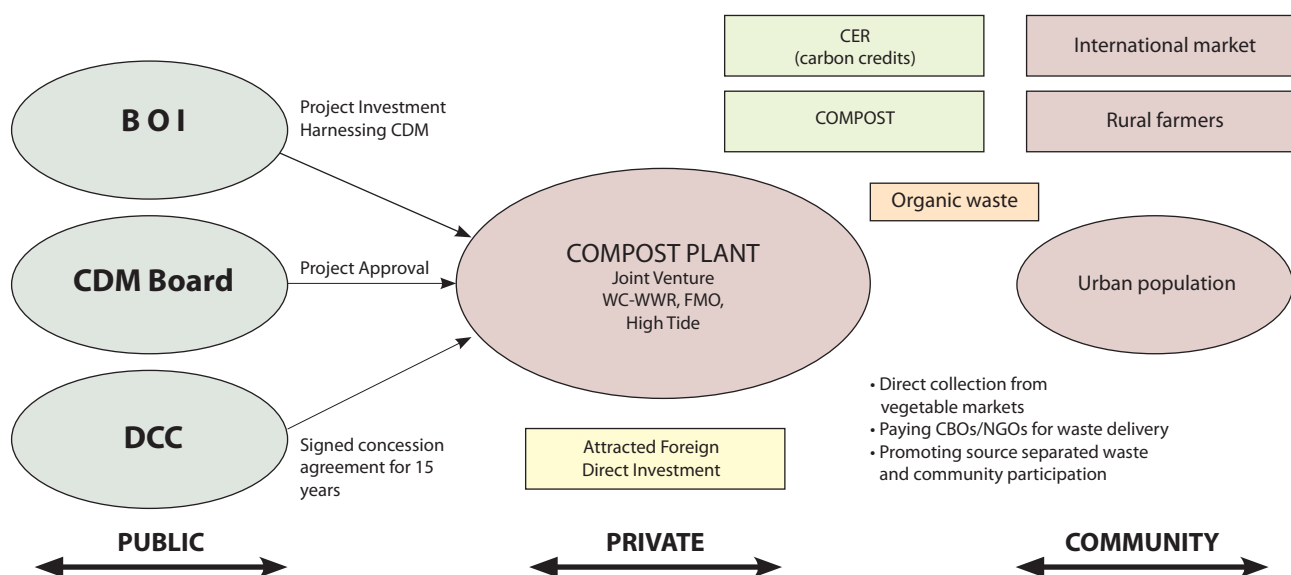 CER
(carbon credits)
International market
B O I
Project Investment
Harnessing CDM
COMPOST
Rural farmers
Organic waste
CDM Board
Project Approval
COMPOST PLANT
Joint Venture
WC-WWR, FMO,
High Tide
Urban population
DCC
Signed concession
agreement for 15
years
Attracted Foreign
Direct Investment
• Direct collection from
vegetable markets
• Paying CBOs/NGOs for waste delivery
• Promoting source separated waste
and community participation
PUBLIC
PRIVATE
COMMUNITY